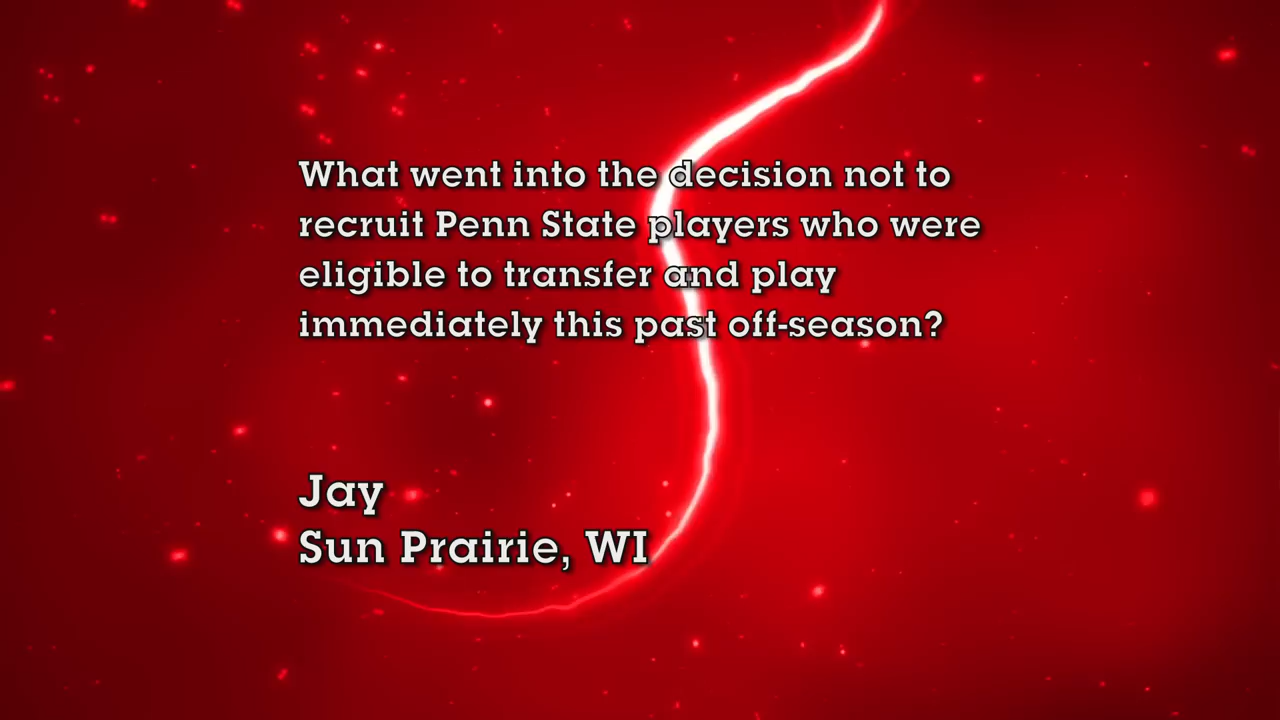 What went into the decision not to
recruit Penn State players who were
eligible to transfer and play
immediately this past off-season?
Jay
Sun Prairie, WI